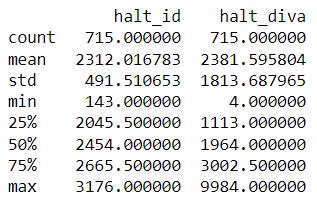 halt_id halt_diva
count 715.000000 715.000000
mean 2312.016783 2381.595804
std 491.510653 1813.687965
min 143.000000 4.000000
25% 2045.500000 1113.000000
50% 2454.000000 1964.000000
75% 2665.500000 3002.500000
max 3176.000000 9984.000000